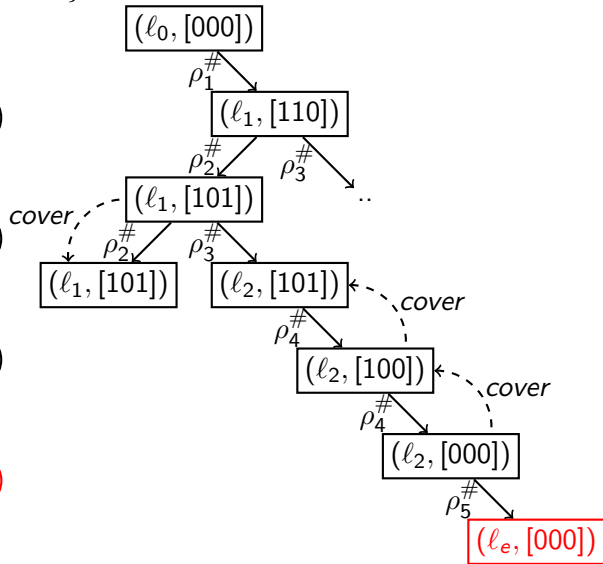 (ℓ₀, [000])
ρ₁^#
(ℓ₁, [110])
ρ₂^# ρ₃^#
(ℓ₁, [101]) ..
cover ρ₂^# ρ₃^#
(ℓ₁, [101]) (ℓ₂, [101])
cover
ρ₄^#
(ℓ₂, [100])
cover
ρ₄^#
(ℓ₂, [000])
ρ₅^#
(ℓₑ, [000])